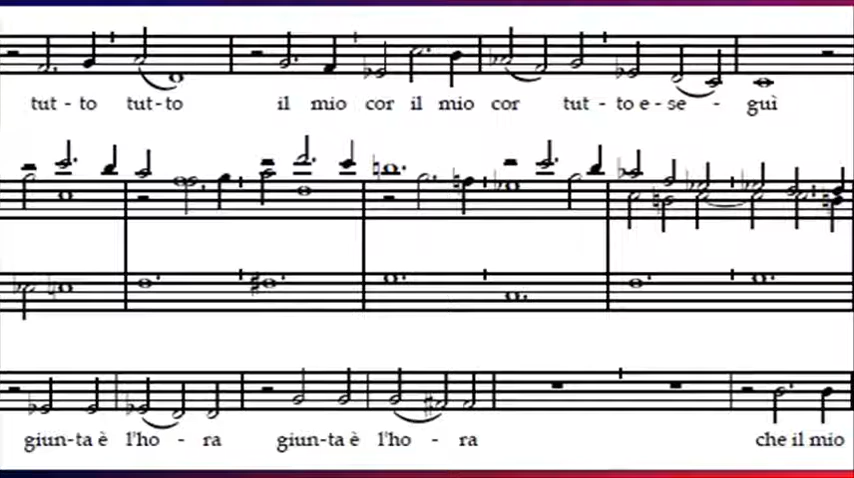 tut - to tut-to il mio cor il mio cor tut - to e-se - guì
giun-ta è l'ho - ra giun-ta è l'ho - ra che il mio